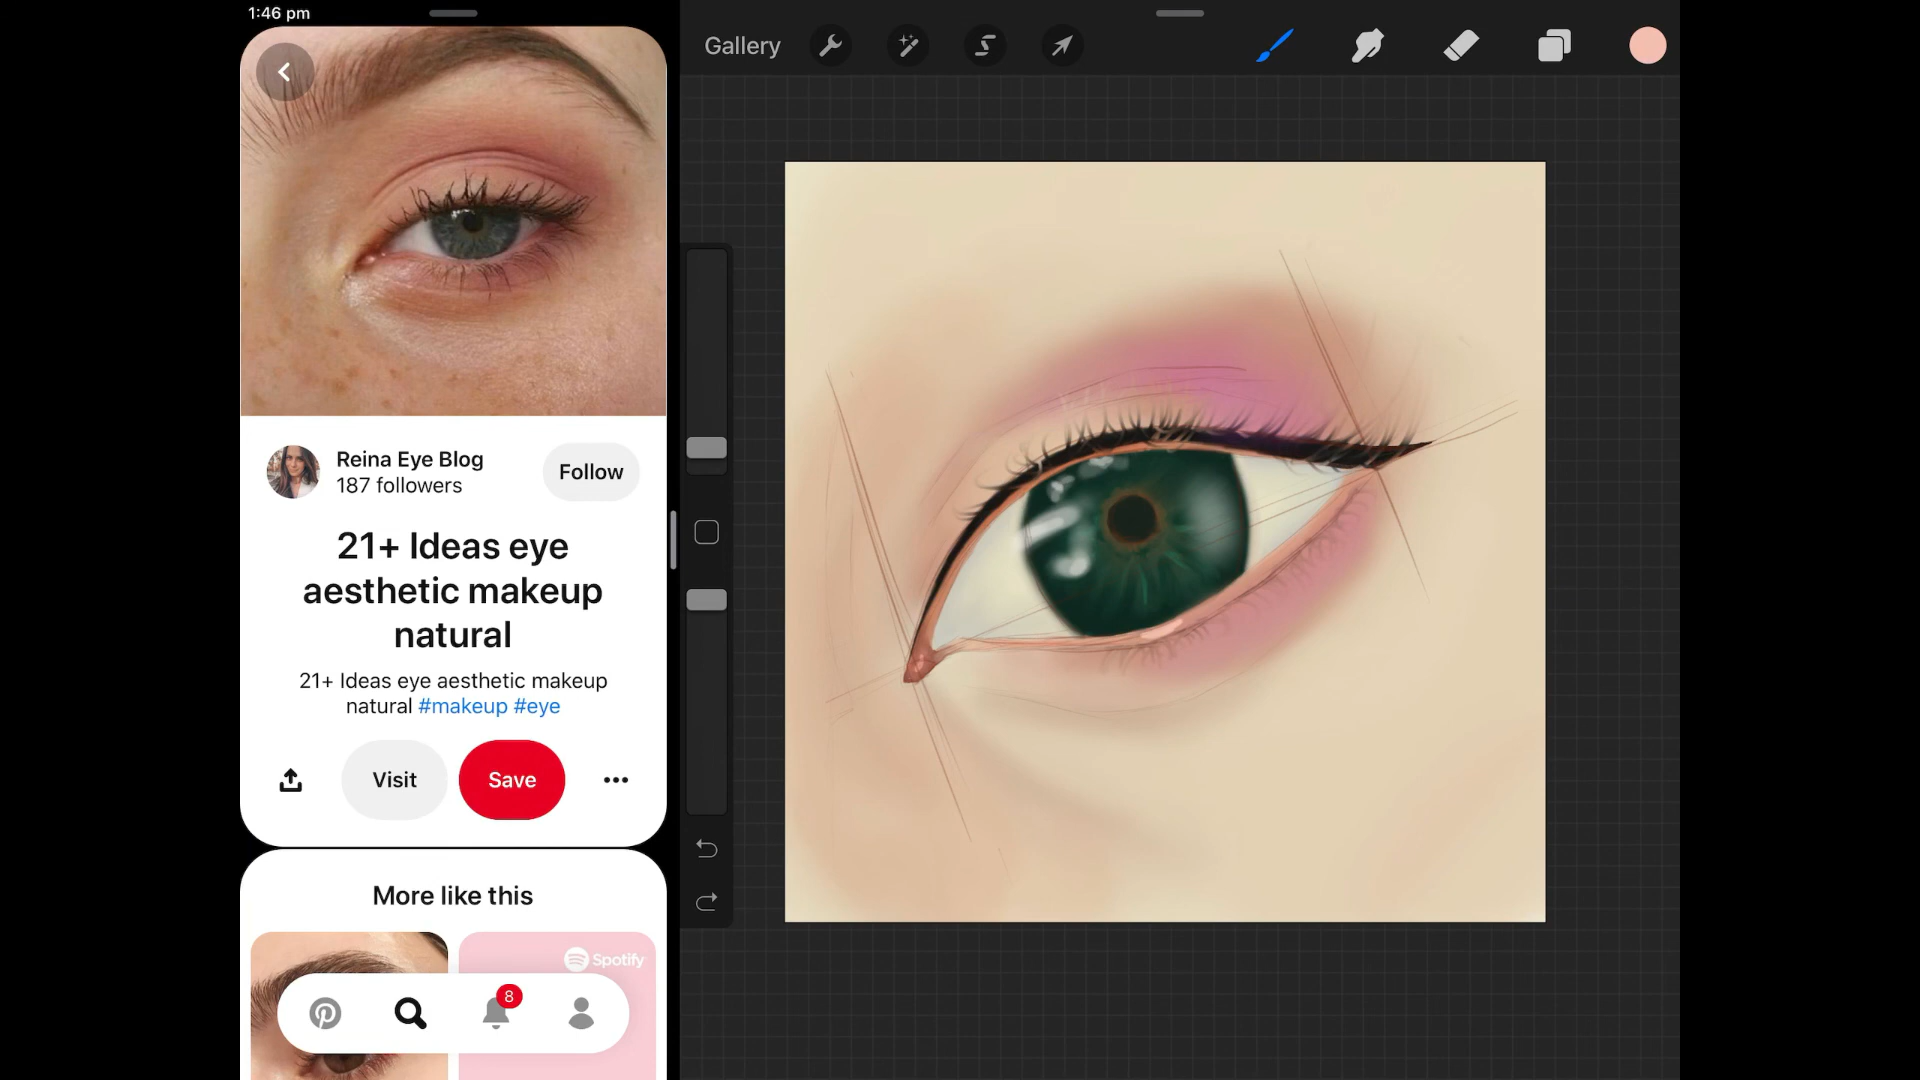 1:46 pm
Gallery
Reina Eye Blog
187 followers
Follow
21+ Ideas eye
aesthetic makeup
natural
21+ Ideas eye aesthetic makeup
natural #makeup #eye
Visit
Save
More like this
Spotify
8